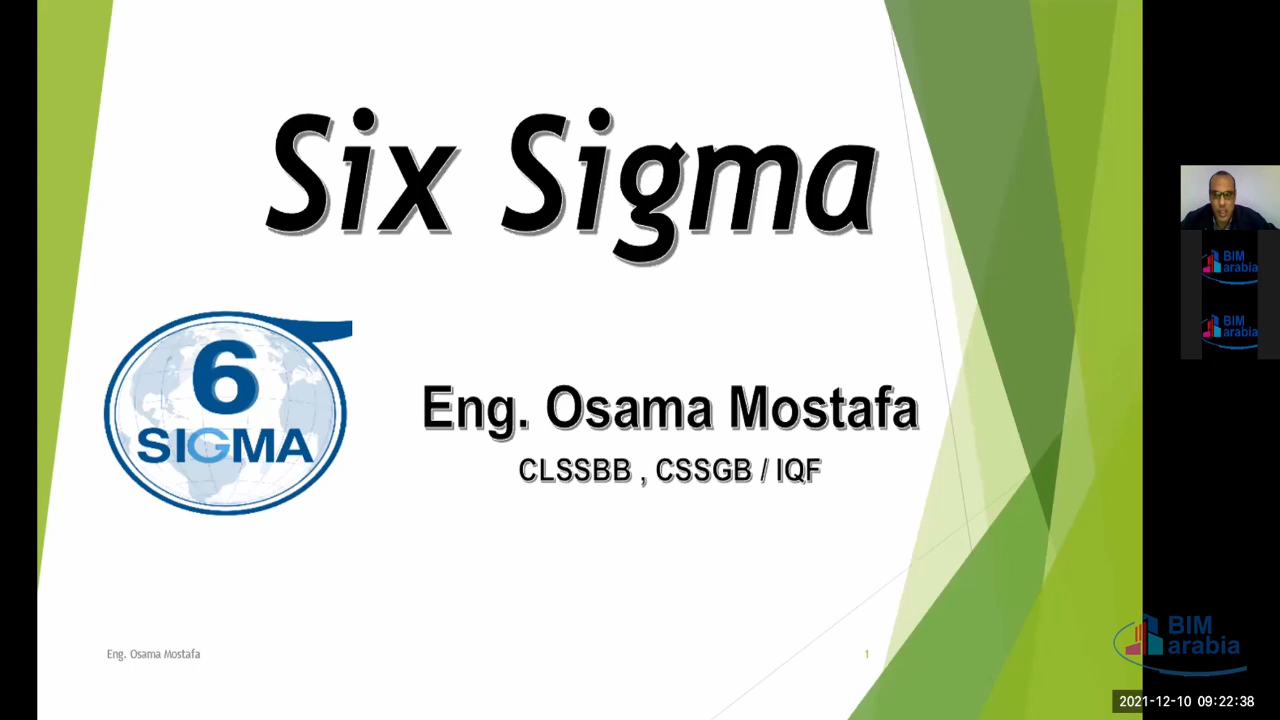 Six Sigma
6
SIGMA
Eng. Osama Mostafa
CLSSBB , CSSGB / IQF
Eng. Osama Mostafa
1
BIM
arabia
BIM
arabia
BIM
arabia
2021-12-10 09:22:38